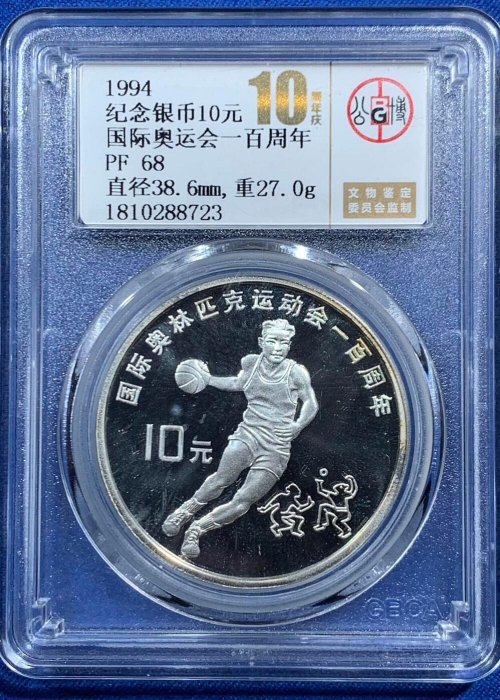 1994
纪念银币10元
国际奥运会一百周年
PF 68
直径38.6mm,重27.0g
1810288723
10
周年庆
公G博
文物鉴定
委员会监制
国际奥林匹克运动会一百周年
10元
GBCA